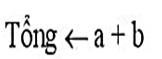 Tổng ← a + b